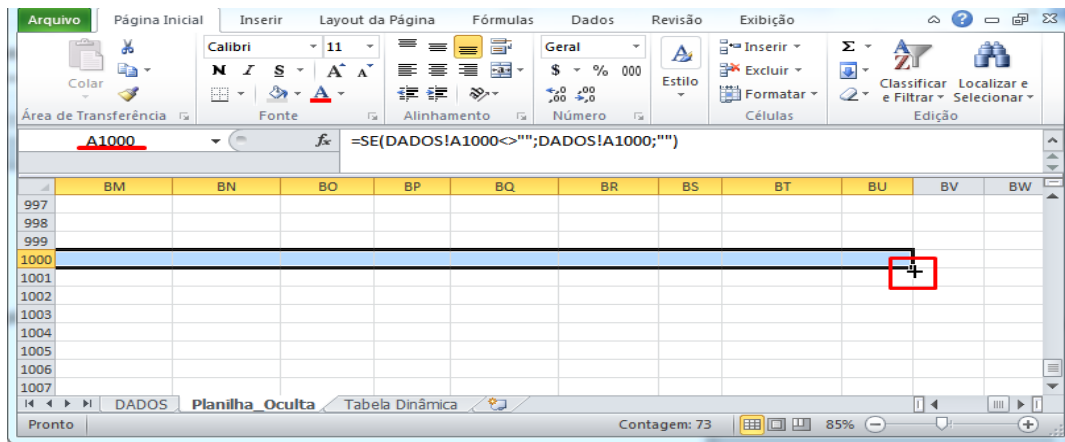 Arquivo Página Inicial Inserir Layout da Página Fórmulas Dados Revisão Exibição
Colar
Calibri 11
N I S A A
A
Geral
$ % 000
,00 ,00
Estilo
Inserir
Excluir
Formatar
Σ
Classificar e Filtrar
Localizar e Selecionar
Área de Transferência Fonte Alinhamento Número Células Edição
A1000 fx =SE(DADOS!A1000<>"";DADOS!A1000;"")
BM BN BO BP BQ BR BS BT BU BV BW
997
998
999
1000
1001
1002
1003
1004
1005
1006
1007
DADOS Planilha_Oculta Tabela Dinâmica
Pronto Contagem: 73 85%